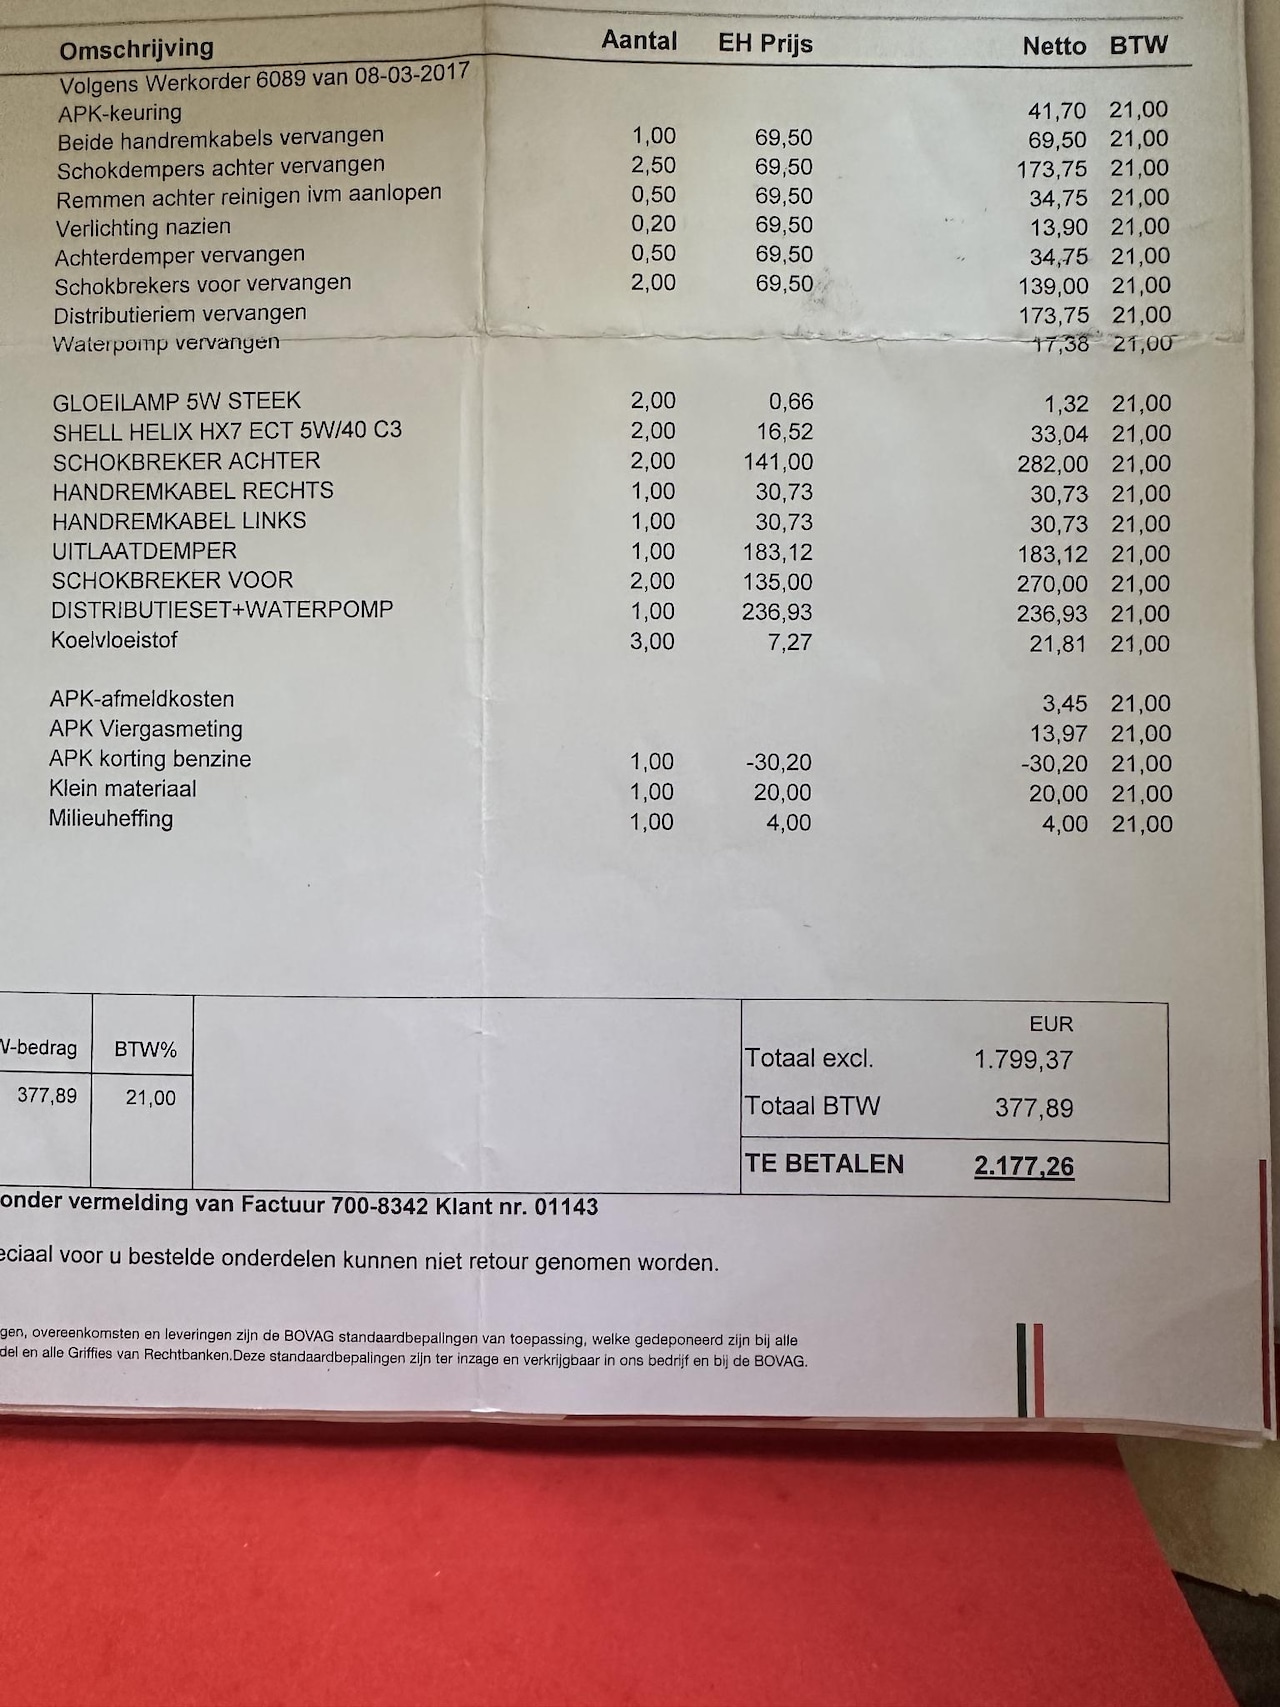 Omschrijving Aantal EH Prijs Netto BTW
Volgens Werkorder 6089 van 08-03-2017
APK-keuring 41,70 21,00
Beide handremkabels vervangen 1,00 69,50 69,50 21,00
Schokdempers achter vervangen 2,50 69,50 173,75 21,00
Remmen achter reinigen ivm aanlopen 0,50 69,50 34,75 21,00
Verlichting nazien 0,20 69,50 13,90 21,00
Achterdemper vervangen 0,50 69,50 34,75 21,00
Schokbrekers voor vervangen 2,00 69,50 139,00 21,00
Distributieriem vervangen 173,75 21,00
Waterpomp vervangen 17,38 21,00
GLOEILAMP 5W STEEK 2,00 0,66 1,32 21,00
SHELL HELIX HX7 ECT 5W/40 C3 2,00 16,52 33,04 21,00
SCHOKBREKER ACHTER 2,00 141,00 282,00 21,00
HANDREMKABEL RECHTS 1,00 30,73 30,73 21,00
HANDREMKABEL LINKS 1,00 30,73 30,73 21,00
UITLAATDEMPER 1,00 183,12 183,12 21,00
SCHOKBREKER VOOR 2,00 135,00 270,00 21,00
DISTRIBUTIESET+WATERPOMP 1,00 236,93 236,93 21,00
Koelvloeistof 3,00 7,27 21,81 21,00
APK-afmeldkosten 3,45 21,00
APK Viergasmeting 13,97 21,00
APK korting benzine 1,00 -30,20 -30,20 21,00
Klein materiaal 1,00 20,00 20,00 21,00
Milieuheffing 1,00 4,00 4,00 21,00
EUR
W-bedrag BTW% Totaal excl. 1.799,37
377,89 21,00 Totaal BTW 377,89
TE BETALEN 2.177,26
onder vermelding van Factuur 700-8342 Klant nr. 01143
eciaal voor u bestelde onderdelen kunnen niet retour genomen worden.
gen, overeenkomsten en leveringen zijn de BOVAG standaardbepalingen van toepassing, welke gedeponeerd zijn bij alle
del en alle Griffies van Rechtbanken.Deze standaardbepalingen zijn ter inzage en verkrijgbaar in ons bedrijf en bij de BOVAG.